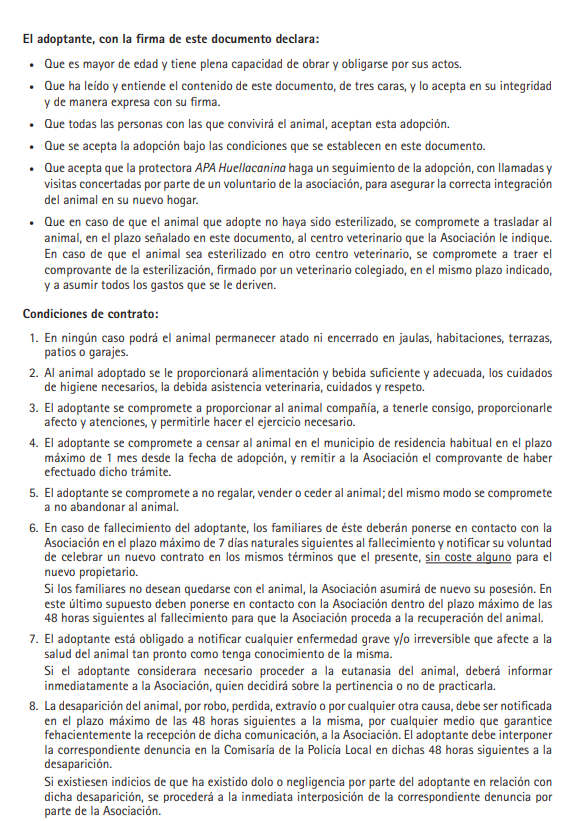 El adoptante, con la firma de este documento declara:
• Que es mayor de edad y tiene plena capacidad de obrar y obligarse por sus actos.
• Que ha leído y entiende el contenido de este documento, de tres caras, y lo acepta en su integridad
y de manera expresa con su firma.
• Que todas las personas con las que convivirá el animal, aceptan esta adopción.
• Que se acepta la adopción bajo las condiciones que se establecen en este documento.
• Que acepta que la protectora APA Huellacanina haga un seguimiento de la adopción, con llamadas y
visitas concertadas por parte de un voluntario de la asociación, para asegurar la correcta integración
del animal en su nuevo hogar.
• Que en caso de que el animal que adopte no haya sido esterilizado, se compromete a trasladar al
animal, en el plazo señalado en este documento, al centro veterinario que la Asociación le indique.
En caso de que el animal sea esterilizado en otro centro veterinario, se compromete a traer el
comprovante de la esterilización, firmado por un veterinario colegiado, en el mismo plazo indicado,
y a asumir todos los gastos que se le deriven.
Condiciones de contrato:
1. En ningún caso podrá el animal permanecer atado ni encerrado en jaulas, habitaciones, terrazas,
patios o garajes.
2. Al animal adoptado se le proporcionará alimentación y bebida suficiente y adecuada, los cuidados
de higiene necesarios, la debida asistencia veterinaria, cuidados y respeto.
3. El adoptante se compromete a proporcionar al animal compañía, a tenerle consigo, proporcionarle
afecto y atenciones, y permitirle hacer el ejercicio necesario.
4. El adoptante se compromete a censar al animal en el municipio de residencia habitual en el plazo
máximo de 1 mes desde la fecha de adopción, y remitir a la Asociación el comprovante de haber
efectuado dicho trámite.
5. El adoptante se compromete a no regalar, vender o ceder al animal; del mismo modo se compromete
a no abandonar al animal.
6. En caso de fallecimiento del adoptante, los familiares de éste deberán ponerse en contacto con la
Asociación en el plazo máximo de 7 días naturales siguientes al fallecimiento y notificar su voluntad
de celebrar un nuevo contrato en los mismos términos que el presente, sin coste alguno para el
nuevo propietario.
Si los familiares no desean quedarse con el animal, la Asociación asumirá de nuevo su posesión. En
este último supuesto deben ponerse en contacto con la Asociación dentro del plazo máximo de las
48 horas siguientes al fallecimiento para que la Asociación proceda a la recuperación del animal.
7. El adoptante está obligado a notificar cualquier enfermedad grave y/o irreversible que afecte a la
salud del animal tan pronto como tenga conocimiento de la misma.
Si el adoptante considerara necesario proceder a la eutanasia del animal, deberá informar
inmediatamente a la Asociación, quien decidirá sobre la pertinencia o no de practicarla.
8. La desaparición del animal, por robo, perdida, extravío o por cualquier otra causa, debe ser notificada
en el plazo máximo de las 48 horas siguientes a la misma, por cualquier medio que garantice
fehacientemente la recepción de dicha comunicación, a la Asociación. El adoptante debe interponer
la correspondiente denuncia en la Comisaría de la Policía Local en dichas 48 horas siguientes a la
desaparición.
Si existiesen indicios de que ha existido dolo o negligencia por parte del adoptante en relación con
dicha desaparición, se procederá a la inmediata interposición de la correspondiente denuncia por
parte de la Asociación.